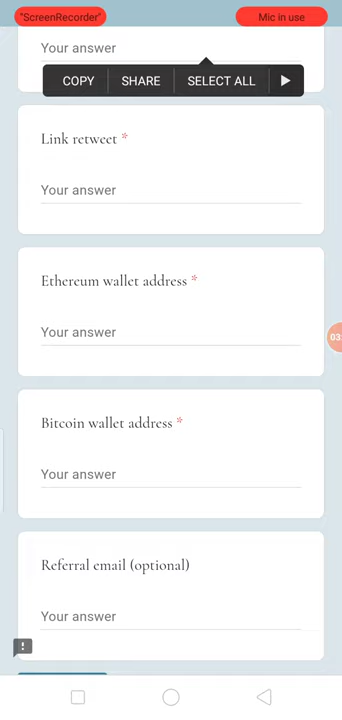 "ScreenRecorder"
Mic in use
Your answer
COPY
SHARE
SELECT ALL
Link retweet *
Your answer
Ethereum wallet address *
Your answer
03:
Bitcoin wallet address *
Your answer
Referral email (optional)
Your answer
!